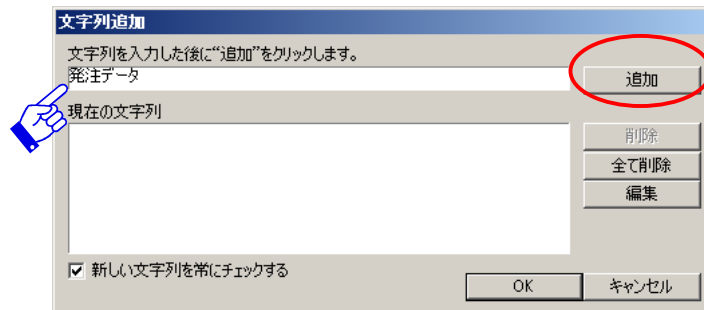 文字列追加
文字列を入力した後に“追加”をクリックします。
発注データ
追加
現在の文字列
削除
全て削除
編集
新しい文字列を常にチェックする
OK
キャンセル